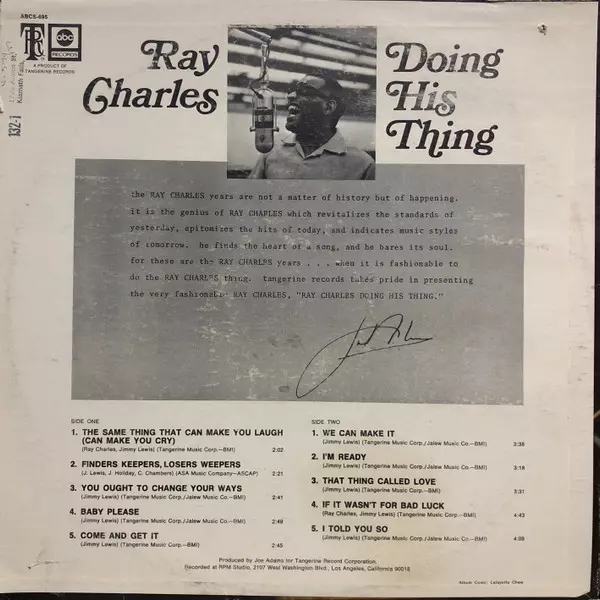 ABCS-695
TRC
abc
RECORDS
A PRODUCT OF
TANGERINE RECORDS
Klamath Falls,
132-1
Ray
Charles
Doing
His
Thing
the RAY CHARLES years are not a matter of history but of happening.
it is the genius of RAY CHARLES which revitalizes the standards of
yesterday, epitomizes the hits of today, and indicates music styles
of tomorrow. he finds the heart of a song, and he bares its soul.
for these are the RAY CHARLES years . . . when it is fashionable to
do the RAY CHARLES thing. tangerine records takes pride in presenting
the very fashionable RAY CHARLES, "RAY CHARLES DOING HIS THING."
SIDE ONE
1. THE SAME THING THAT CAN MAKE YOU LAUGH
(CAN MAKE YOU CRY)
(Ray Charles, Jimmy Lewis) (Tangerine Music Corp.—BMI) 2:02
2. FINDERS KEEPERS, LOSERS WEEPERS
(J. Lewis, J. Holiday, C. Chambers) (ASA Music Company—ASCAP) 2:21
3. YOU OUGHT TO CHANGE YOUR WAYS
(Jimmy Lewis) (Tangerine Music Corp./Jalew Music Co.—BMI) 2:41
4. BABY PLEASE
(Jimmy Lewis) (Tangerine Music Corp./Jalew Music Co.—BMI) 2:49
5. COME AND GET IT
(Jimmy Lewis) (Tangerine Music Corp.—BMI) 2:45
SIDE TWO
1. WE CAN MAKE IT
(Jimmy Lewis) (Tangerine Music Corp./Jalew Music Co.—BMI) 3:38
2. I'M READY
(Jimmy Lewis) (Tangerine Music Corp./Jalew Music Co.—BMI) 3:18
3. THAT THING CALLED LOVE
(Jimmy Lewis) (Tangerine Music Corp./Jalew Music Co.—BMI) 3:31
4. IF IT WASN'T FOR BAD LUCK
(Ray Charles, Jimmy Lewis) (Tangerine Music Corp.—BMI) 4:43
5. I TOLD YOU SO
(Jimmy Lewis) (Tangerine Music Corp./Jalew Music Co.—BMI) 4:08
Produced by Joe Adams for Tangerine Record Corporation.
Recorded at RPM Studio, 2107 West Washington Blvd., Los Angeles, California 90018
Album Cover: Lafayette Chew